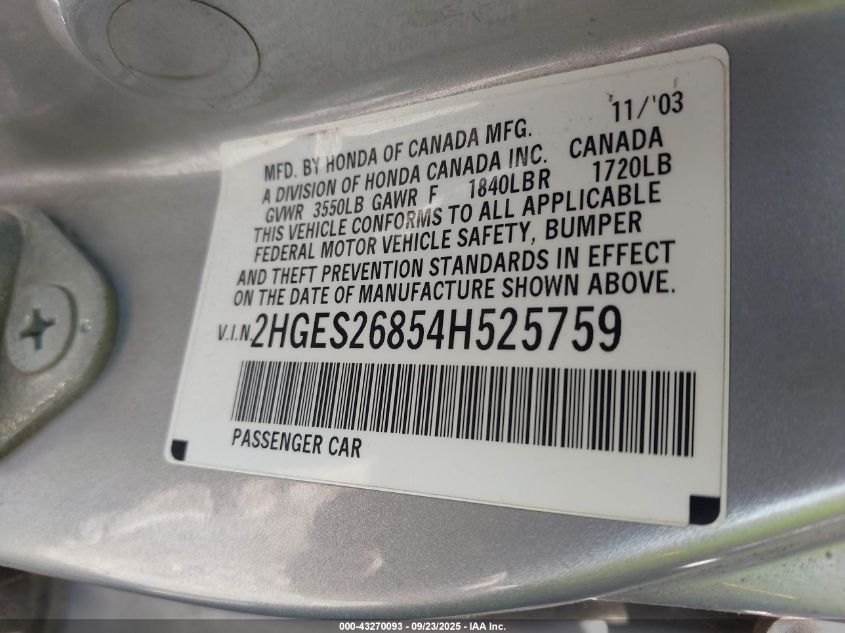 11/'03
MFD. BY HONDA OF CANADA MFG.
A DIVISION OF HONDA CANADA INC. CANADA
GVWR 3550LB GAWR F 1840LB R 1720LB
THIS VEHICLE CONFORMS TO ALL APPLICABLE
FEDERAL MOTOR VEHICLE SAFETY, BUMPER
AND THEFT PREVENTION STANDARDS IN EFFECT
ON THE DATE OF MANUFACTURE SHOWN ABOVE.
V.I.N. 2HGES26854H525759
PASSENGER CAR
000-43270093 - 09/23/2025 - IAA Inc.